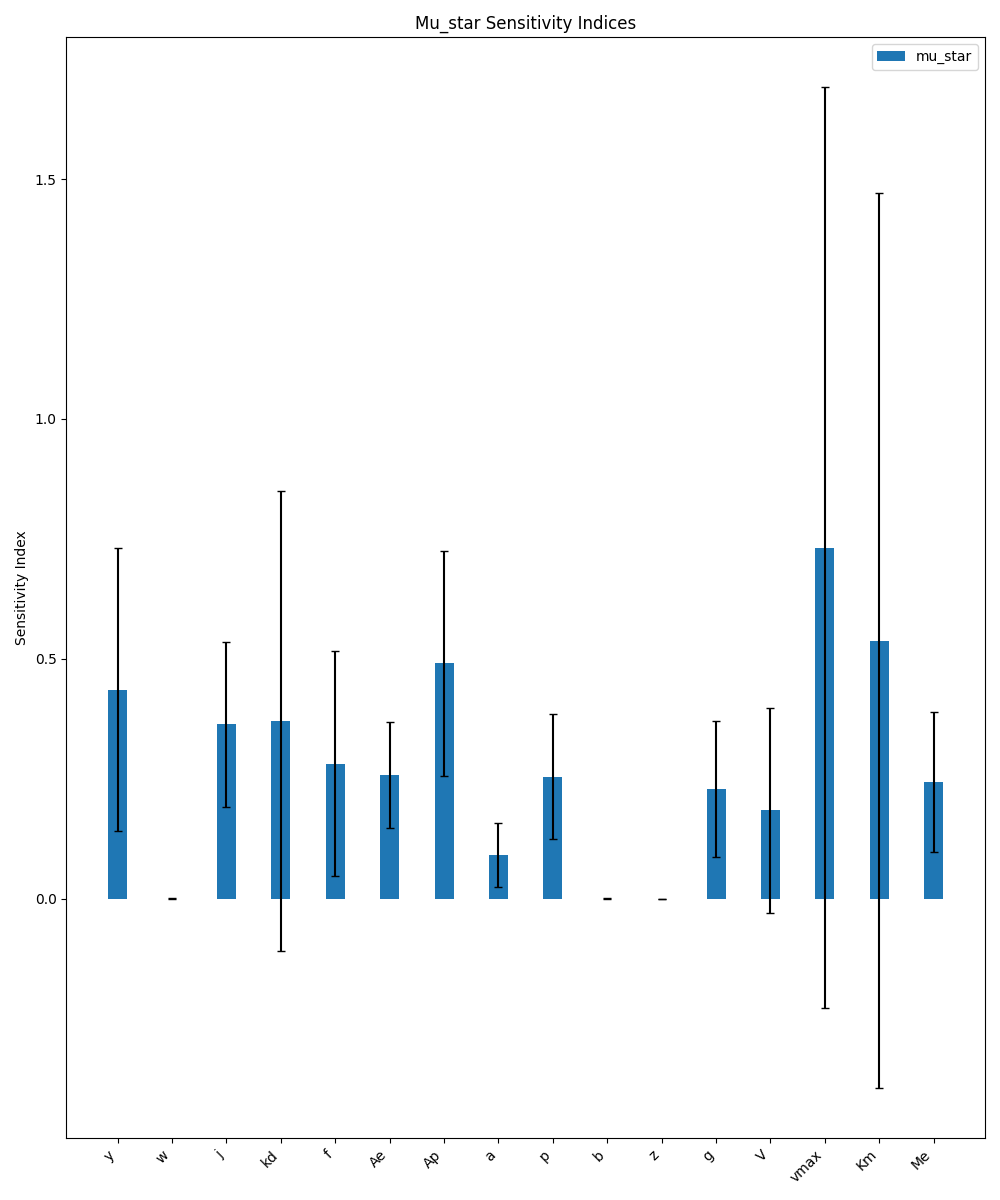 Mu_star Sensitivity Indices
mu_star
Sensitivity Index
1.5
1.0
0.5
0.0
y
w
j
kd
f
Ae
Ap
a
p
b
z
g
V
vmax
Km
Me